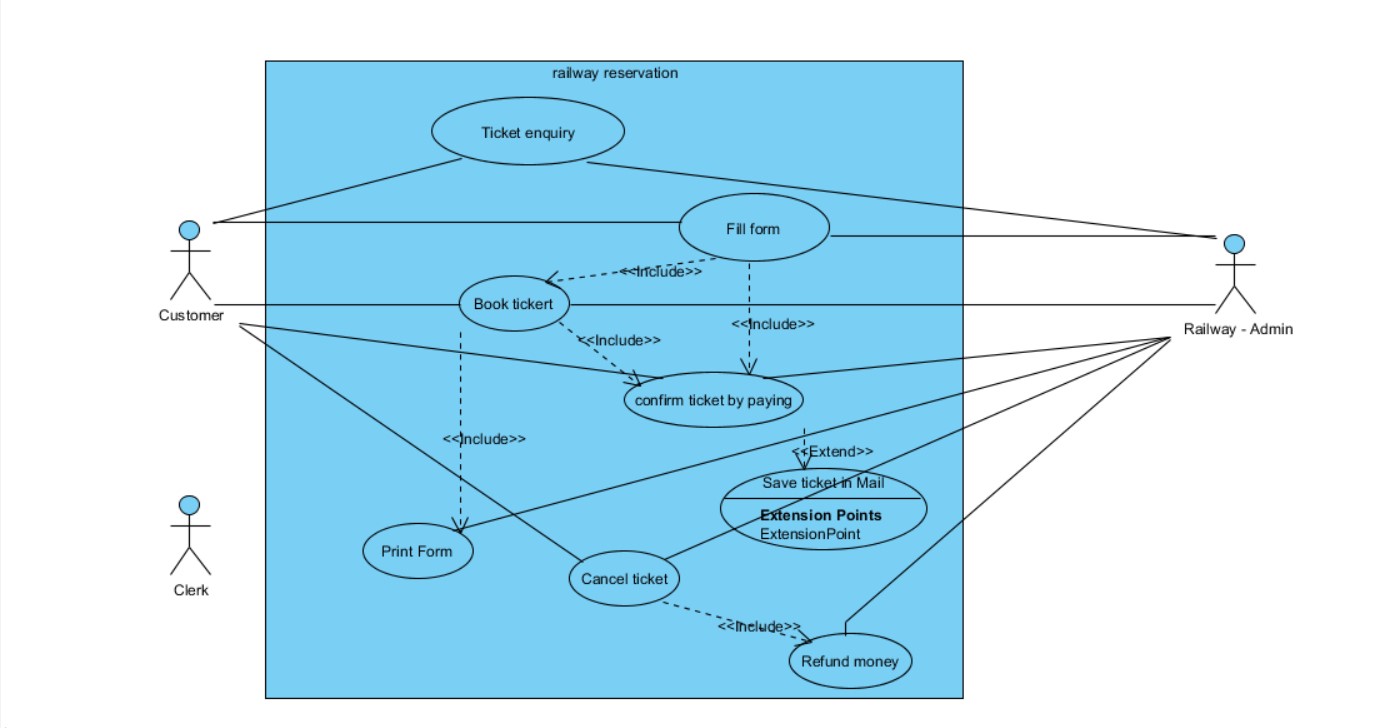 railway reservation
Ticket enquiry
Fill form
<<Include>>
Book tickert
Customer
<<Include>>
Railway - Admin
<<Include>>
confirm ticket by paying
<<Include>>
<<Extend>>
Save ticket in Mail
Extension Points
ExtensionPoint
Print Form
Cancel ticket
Clerk
<<Include>>
Refund money